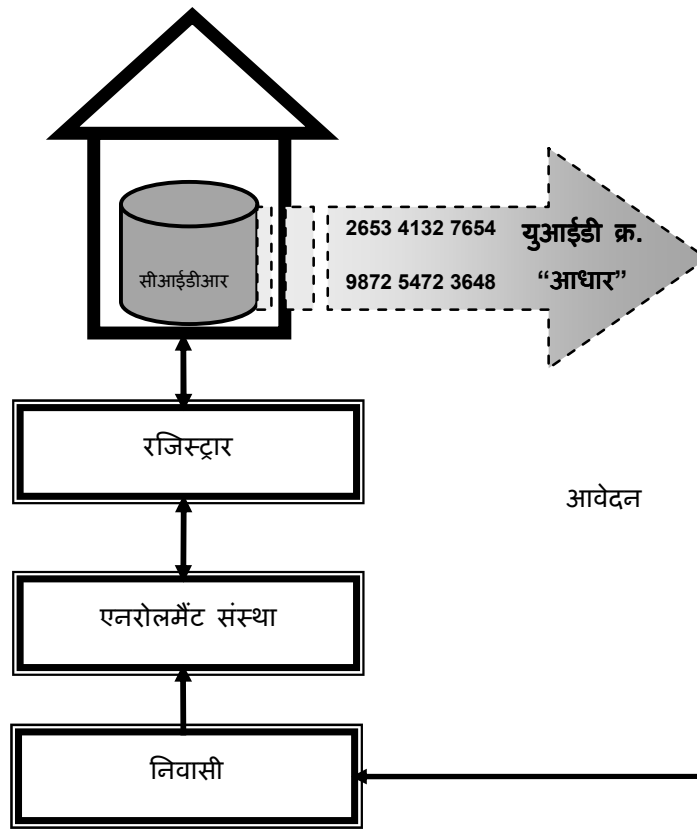 2653 4132 7654 युआईडी क्र.
सीआईडीआर 9872 5472 3648 “आधार”
रजिस्ट्रार
आवेदन
एनरोलमैंट संस्था
निवासी